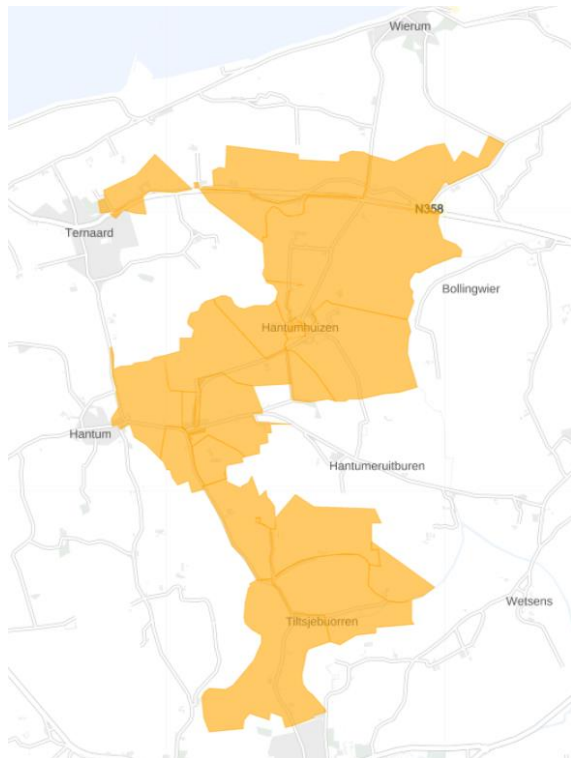 Wierum
N358
Ternaard
Bollingwier
Hantumhuizen
Hantum
Hantumeruitburen
Wetsens
Tiltsjebuorren